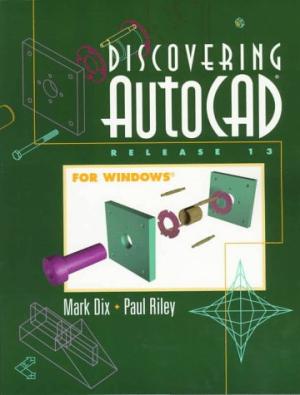 DISCOVERING
AUTOCAD®
RELEASE 13
FOR WINDOWS®
Mark Dix • Paul Riley